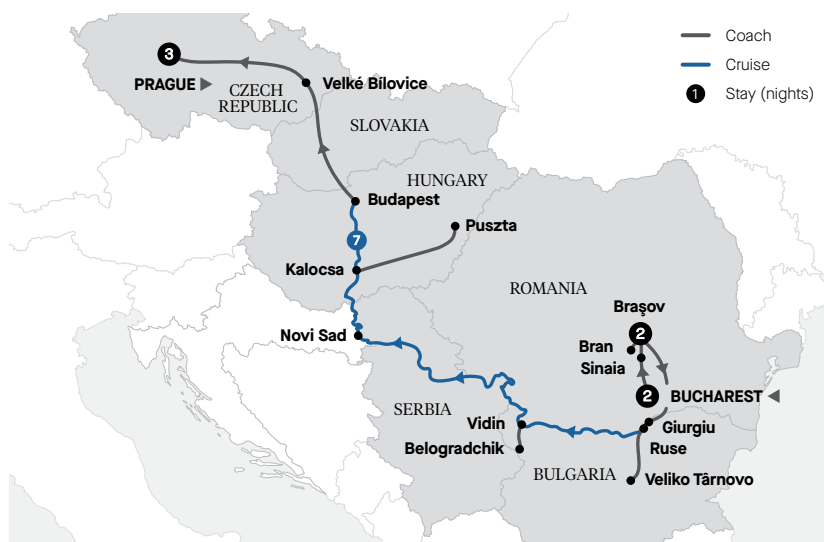 Coach
Cruise
1 Stay (nights)
3
PRAGUE
CZECH
REPUBLIC
Velké Bílovice
SLOVAKIA
HUNGARY
Budapest
Puszta
7
Kalocsa
ROMANIA
Braşov
Novi Sad
2
Bran
Sinaia
2
BUCHAREST
SERBIA
Vidin
Giurgiu
Belogradchik
Ruse
BULGARIA
Veliko Târnovo